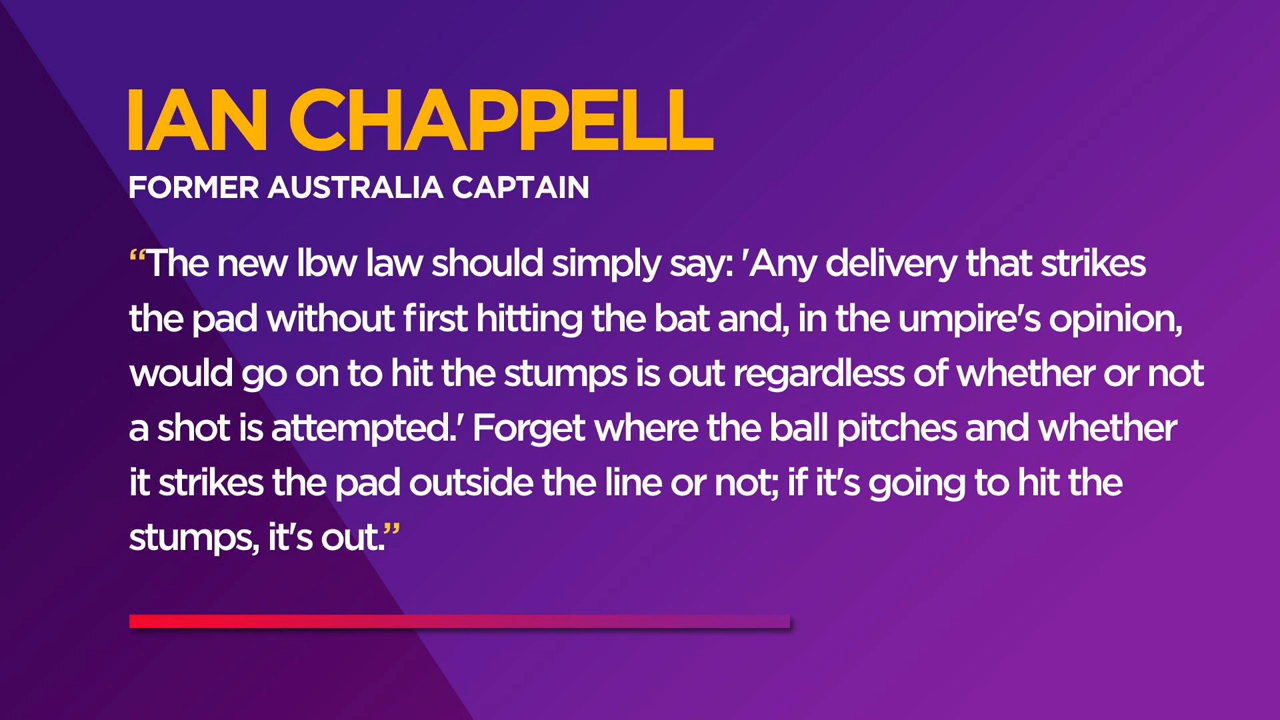 IAN CHAPPELL
FORMER AUSTRALIA CAPTAIN
“The new lbw law should simply say: 'Any delivery that strikes
the pad without first hitting the bat and, in the umpire's opinion,
would go on to hit the stumps is out regardless of whether or not
a shot is attempted.' Forget where the ball pitches and whether
it strikes the pad outside the line or not; if it's going to hit the
stumps, it's out.”